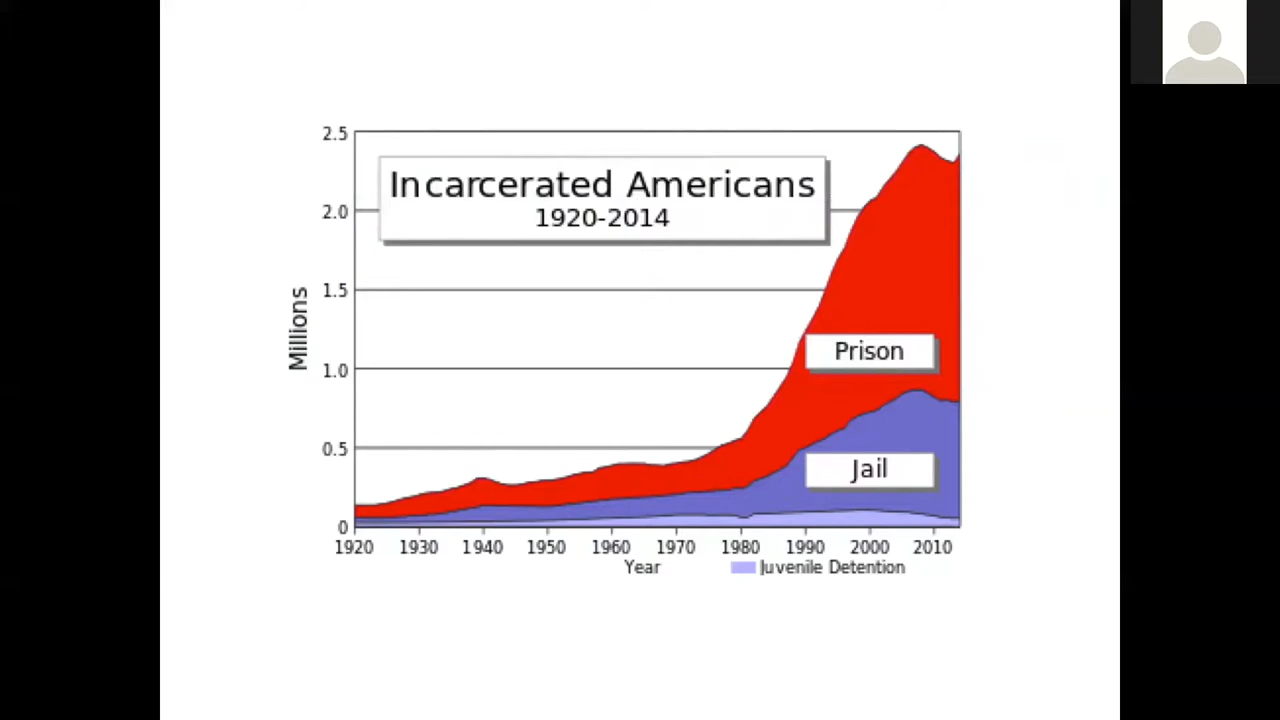 Incarcerated Americans
1920-2014
Millions
2.5
2.0
1.5
1.0
0.5
0
Prison
Jail
1920 1930 1940 1950 1960 1970 1980 1990 2000 2010
Year
Juvenile Detention